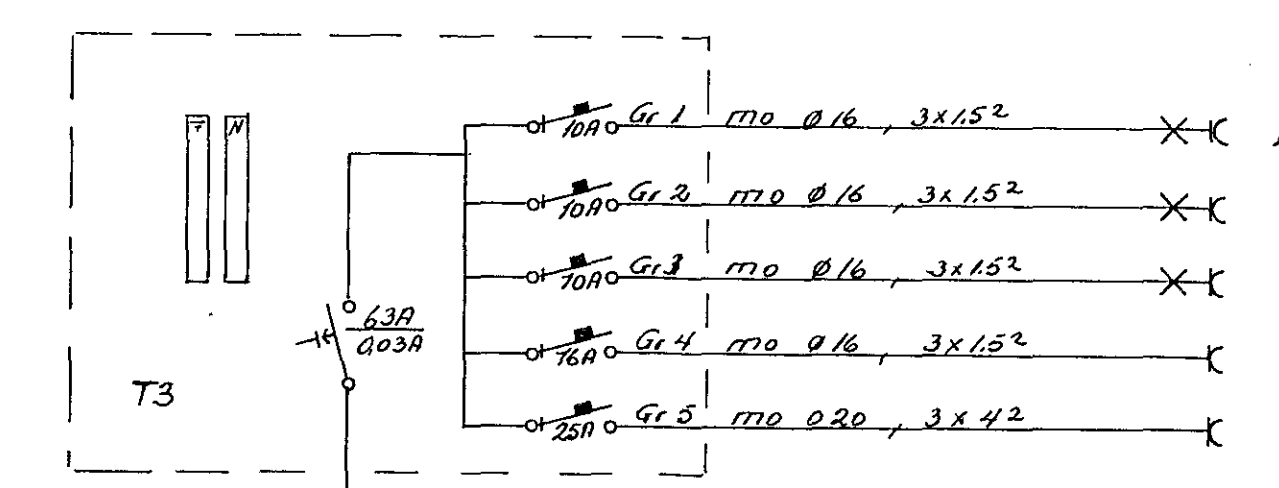 N
10A Gr 1 mo ø16, 3x1.5²
10A Gr 2 mo ø16, 3x1.5²
10A Gr 3 mo ø16, 3x1.5²
63A
0,03A
16A Gr 4 mo ø16, 3x1.5²
T3
25A Gr 5 mo ø20, 3x4²